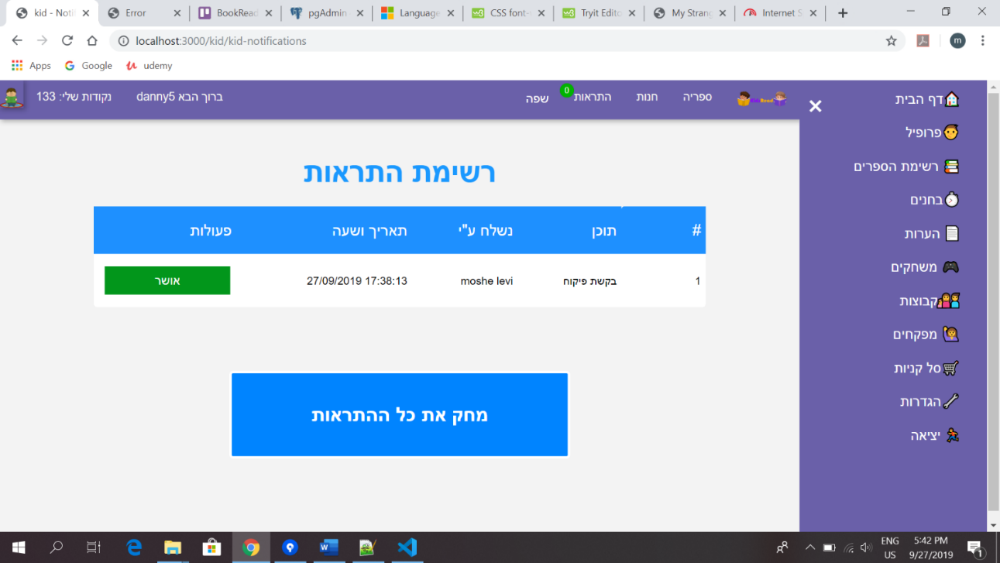 kid - Noti
Error
BookRead
pgAdmin
Language
CSS font-
Tryit Edito
My Strang
Internet S
localhost:3000/kid/kid-notifications
m
Apps
Google
udemy
דף הבית
פרופיל
רשימת הספרים
בחנים
הערות
משחקים
קבוצות
מפקחים
סל קניות
הגדרות
יציאה
ספריה
חנות
התראות
0
שפה
ברוך הבא danny5
נקודות שלי: 133
רשימת התראות
# תוכן נשלח ע"י תאריך ושעה פעולות
1 בקשת פיקוח moshe levi 27/09/2019 17:38:13 אושר
מחק את כל ההתראות
ENG
US
5:42 PM
9/27/2019
1